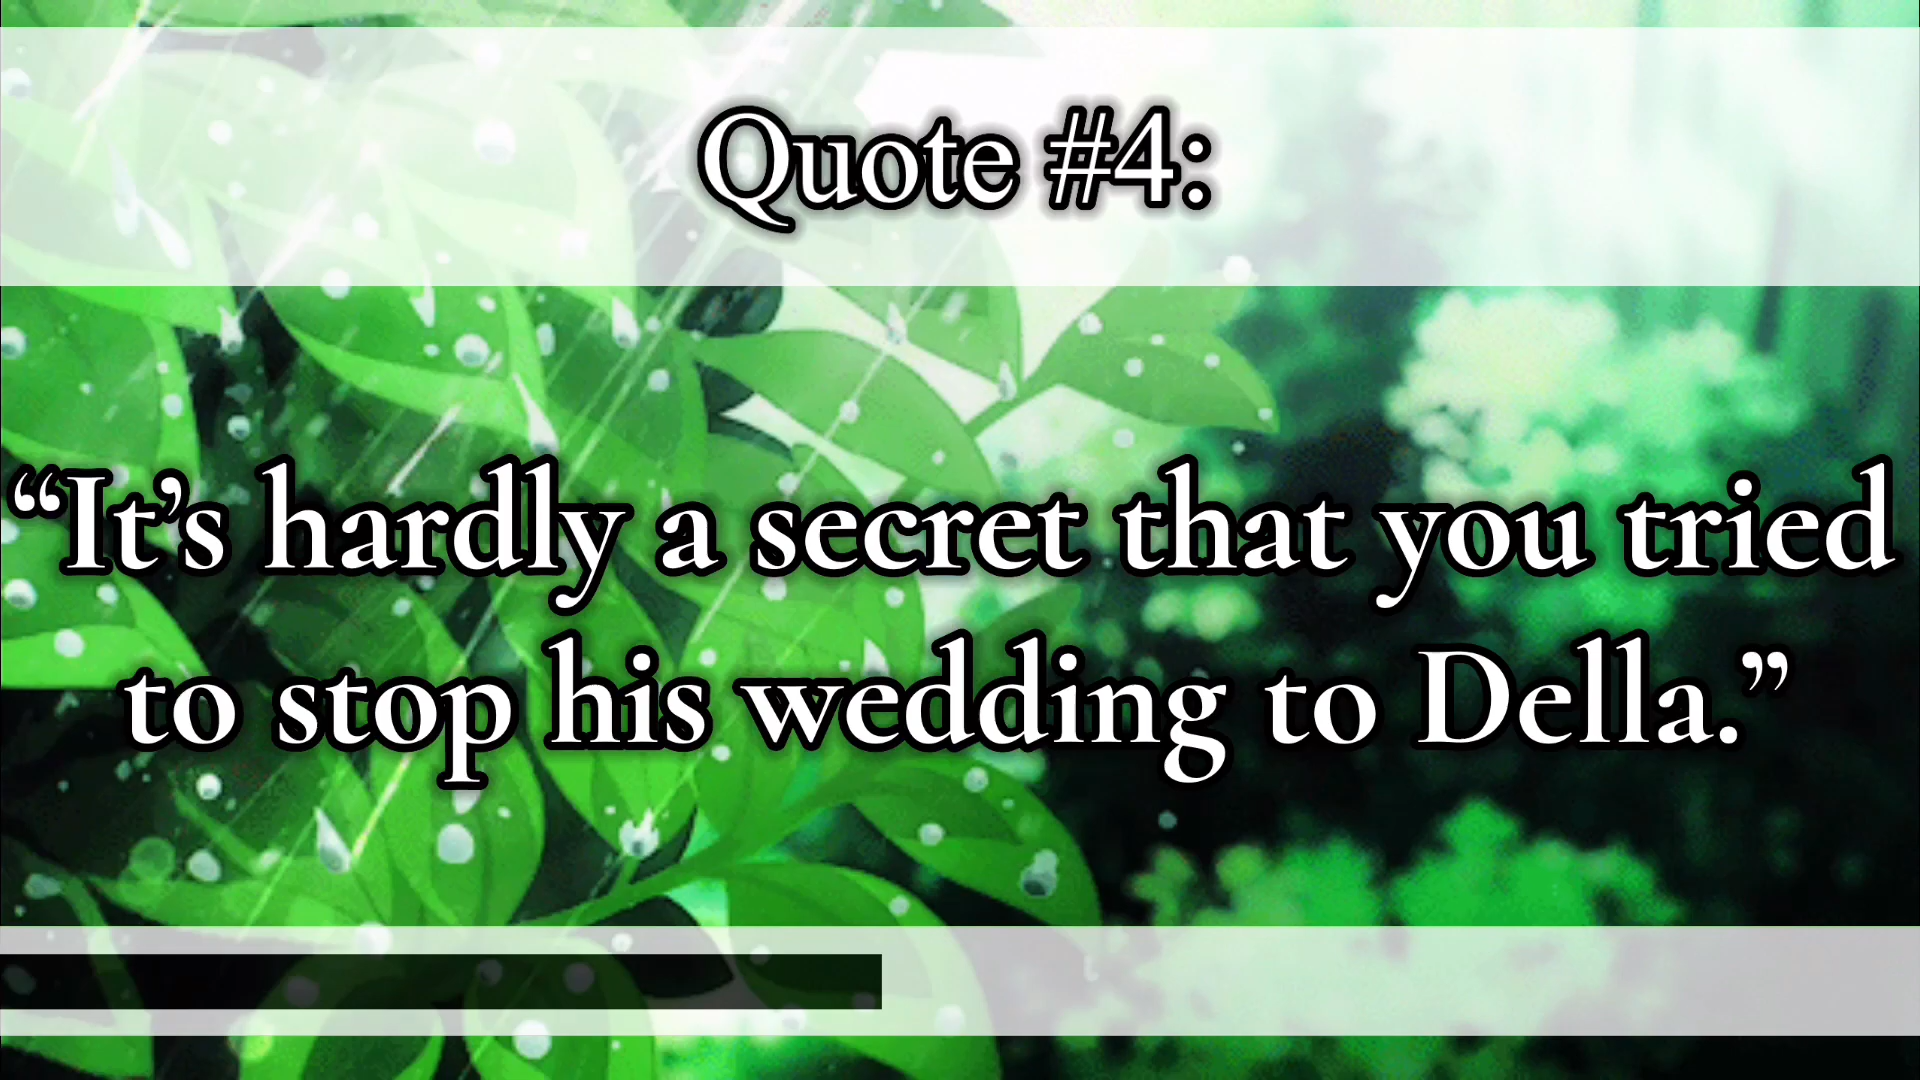 Quote #4:
“It’s hardly a secret that you tried
to stop his wedding to Della.”